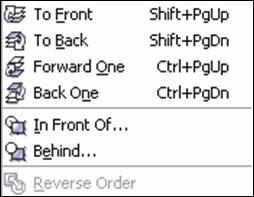 To Front Shift+PgUp
To Back Shift+PgDn
Forward One Ctrl+PgUp
Back One Ctrl+PgDn
In Front Of...
Behind...
Reverse Order